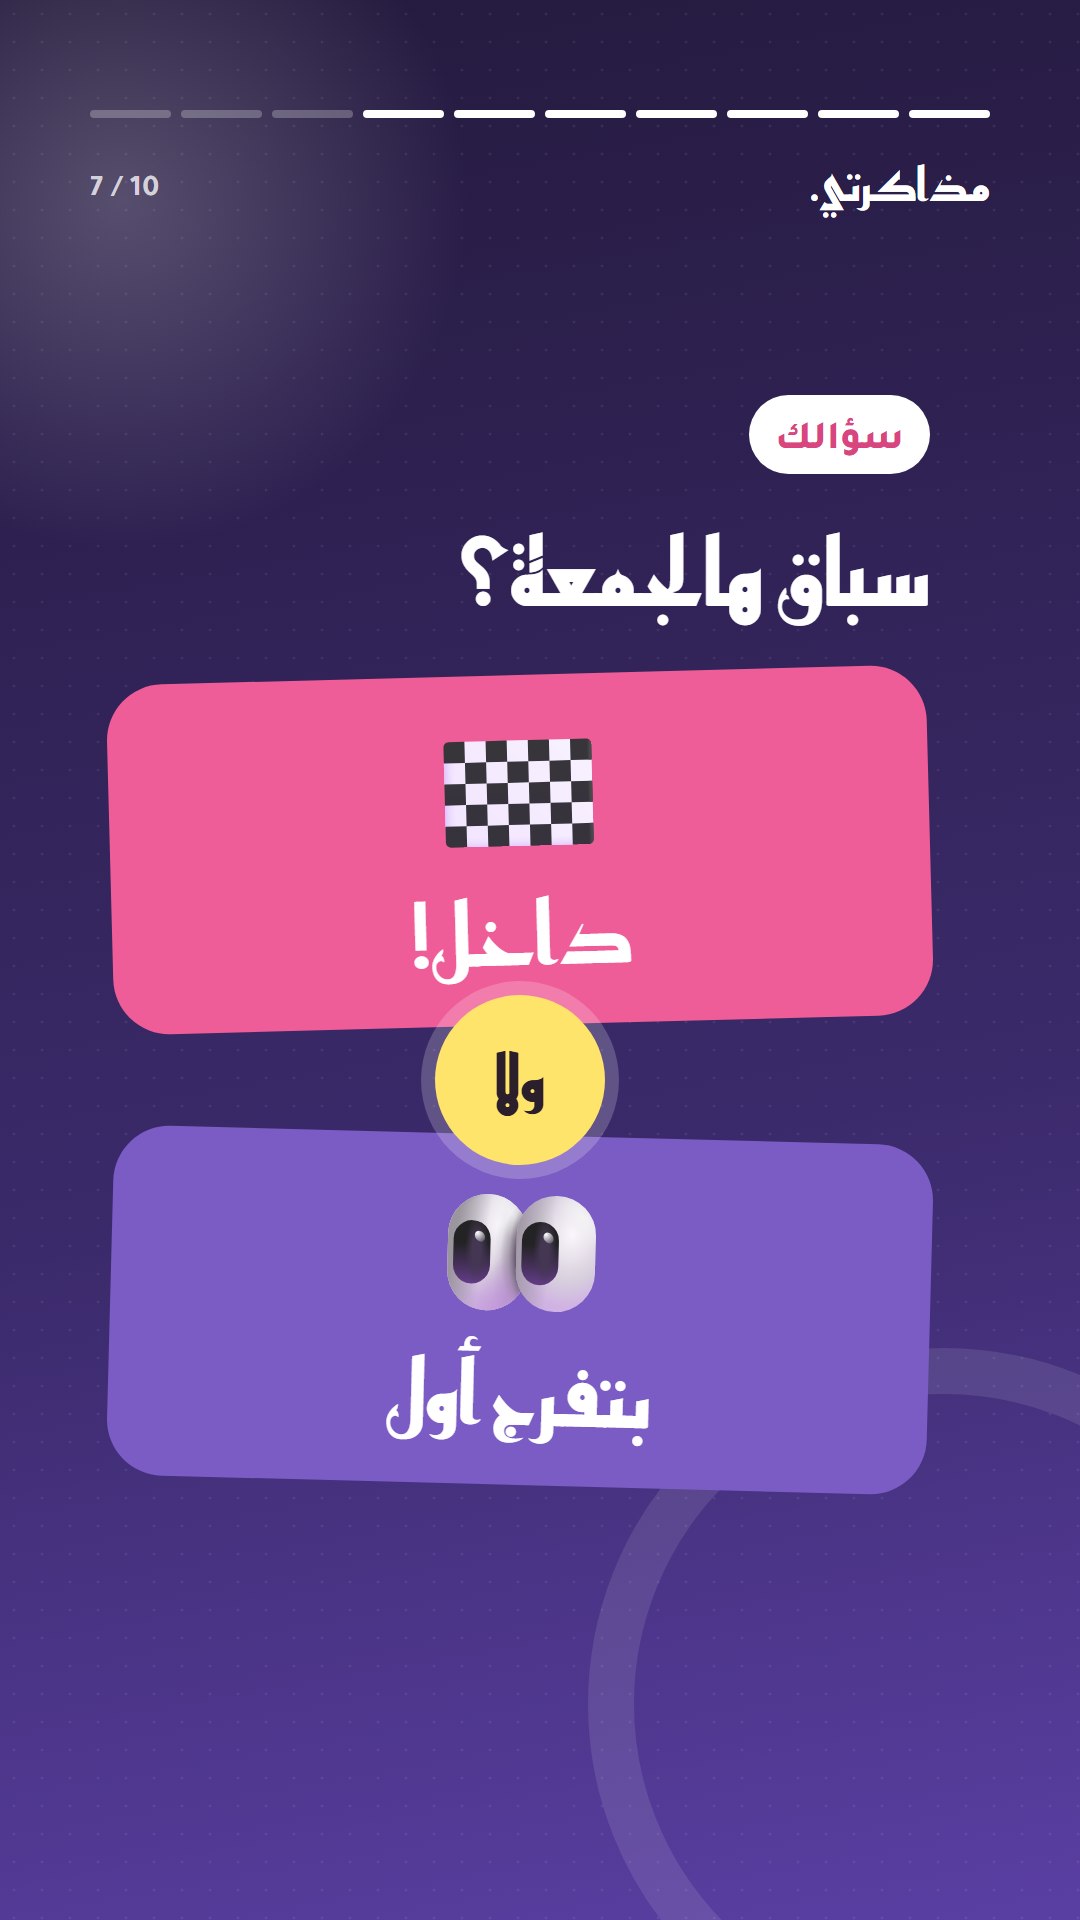 مذاكرتي.
7 / 10
سؤالك
سباق هالجمعة؟
داخل!
ولا
بتفرج أول